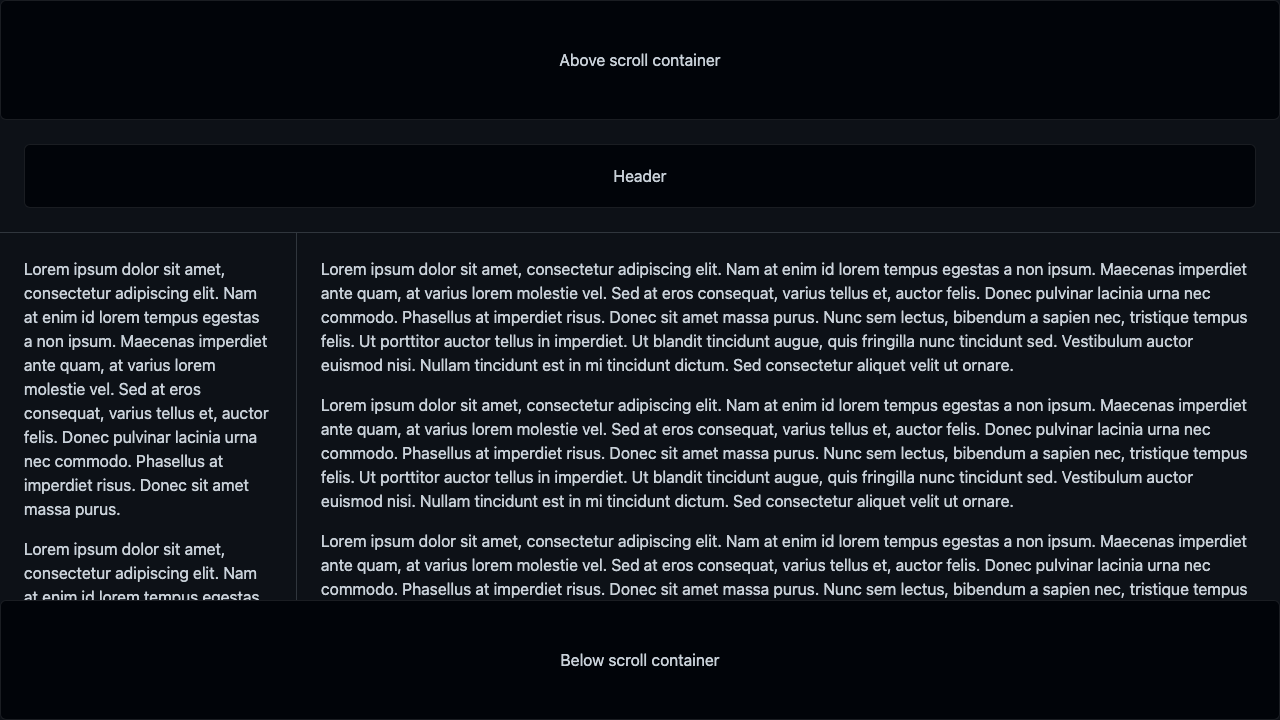 Above scroll container
Header
Lorem ipsum dolor sit amet,
consectetur adipiscing elit. Nam
at enim id lorem tempus egestas
a non ipsum. Maecenas imperdiet
ante quam, at varius lorem
molestie vel. Sed at eros
consequat, varius tellus et, auctor
felis. Donec pulvinar lacinia urna
nec commodo. Phasellus at
imperdiet risus. Donec sit amet
massa purus.
Lorem ipsum dolor sit amet,
consectetur adipiscing elit. Nam
at enim id lorem tempus egestas
Lorem ipsum dolor sit amet, consectetur adipiscing elit. Nam at enim id lorem tempus egestas a non ipsum. Maecenas imperdiet
ante quam, at varius lorem molestie vel. Sed at eros consequat, varius tellus et, auctor felis. Donec pulvinar lacinia urna nec
commodo. Phasellus at imperdiet risus. Donec sit amet massa purus. Nunc sem lectus, bibendum a sapien nec, tristique tempus
felis. Ut porttitor auctor tellus in imperdiet. Ut blandit tincidunt augue, quis fringilla nunc tincidunt sed. Vestibulum auctor
euismod nisi. Nullam tincidunt est in mi tincidunt dictum. Sed consectetur aliquet velit ut ornare.
Lorem ipsum dolor sit amet, consectetur adipiscing elit. Nam at enim id lorem tempus egestas a non ipsum. Maecenas imperdiet
ante quam, at varius lorem molestie vel. Sed at eros consequat, varius tellus et, auctor felis. Donec pulvinar lacinia urna nec
commodo. Phasellus at imperdiet risus. Donec sit amet massa purus. Nunc sem lectus, bibendum a sapien nec, tristique tempus
felis. Ut porttitor auctor tellus in imperdiet. Ut blandit tincidunt augue, quis fringilla nunc tincidunt sed. Vestibulum auctor
euismod nisi. Nullam tincidunt est in mi tincidunt dictum. Sed consectetur aliquet velit ut ornare.
Lorem ipsum dolor sit amet, consectetur adipiscing elit. Nam at enim id lorem tempus egestas a non ipsum. Maecenas imperdiet
ante quam, at varius lorem molestie vel. Sed at eros consequat, varius tellus et, auctor felis. Donec pulvinar lacinia urna nec
commodo. Phasellus at imperdiet risus. Donec sit amet massa purus. Nunc sem lectus, bibendum a sapien nec, tristique tempus
Below scroll container